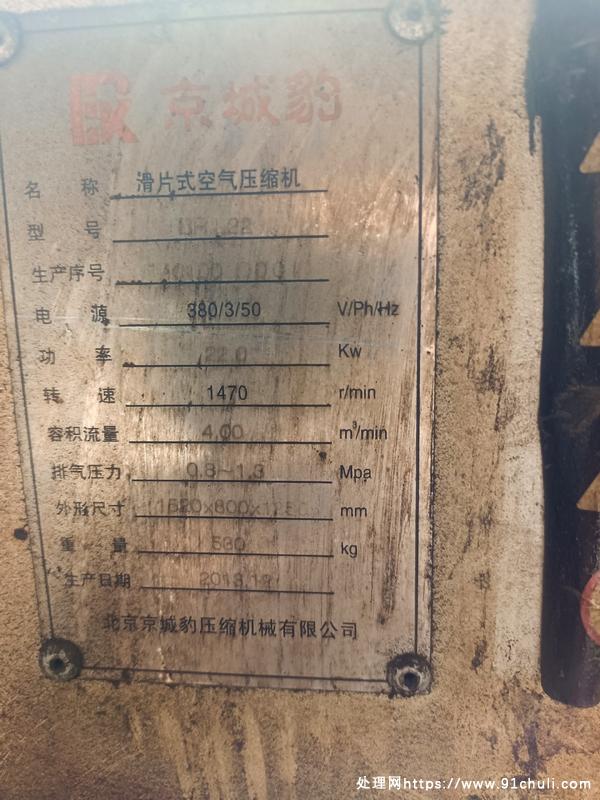 京城豹
名 称 滑片式空气压缩机
型 号
生产序号
电 源 380/3/50 V/Ph/Hz
功 率 22.0 Kw
转 速 1470 r/min
容积流量 4.00 m³/min
排气压力 0.8~1.3 Mpa
外形尺寸 mm
重 量 kg
生产日期
北京京城豹压缩机械有限公司
处理网https://www.91chuli.com